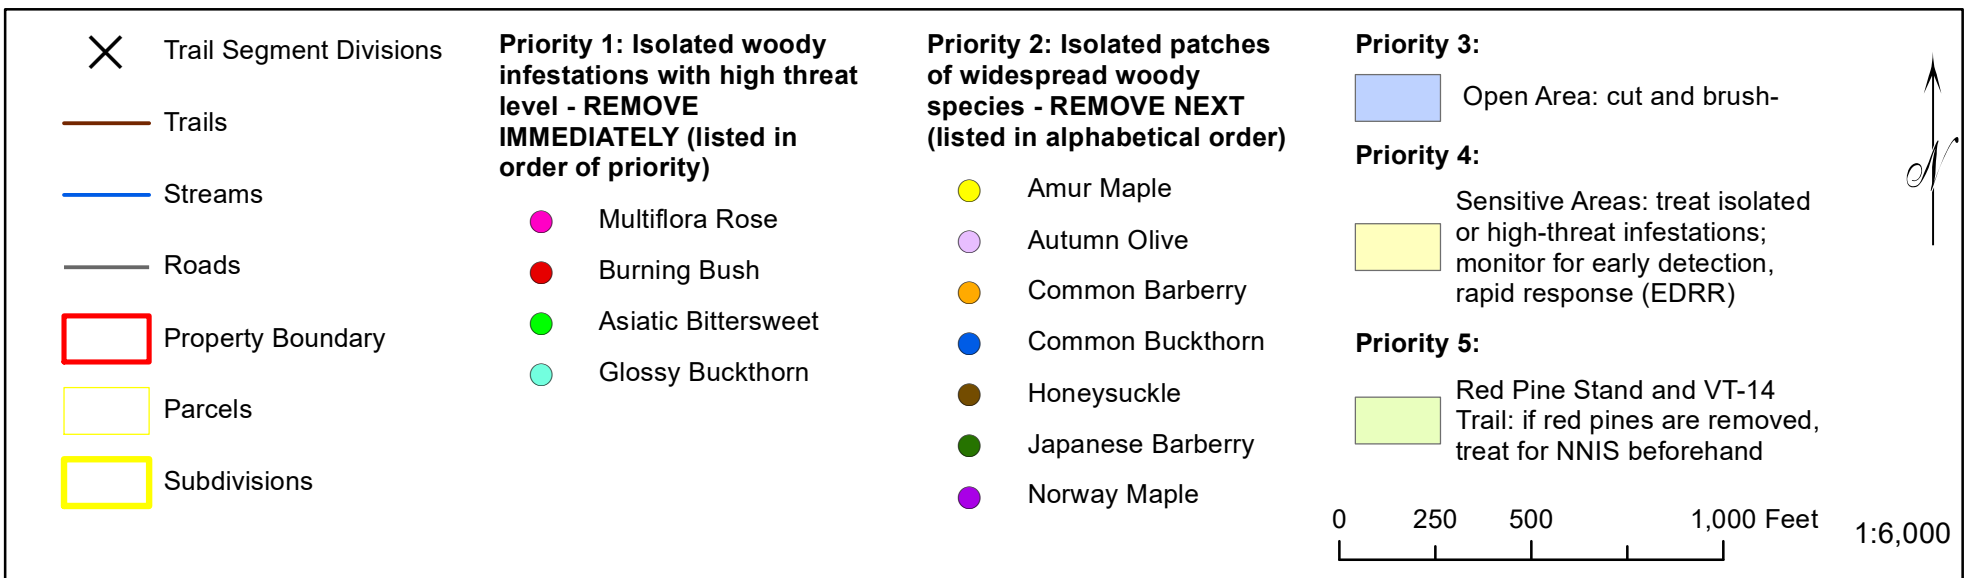 Trail Segment Divisions
Trails
Streams
Roads
Property Boundary
Parcels
Subdivisions
Priority 1: Isolated woody
infestations with high threat
level - REMOVE
IMMEDIATELY (listed in
order of priority)
Multiflora Rose
Burning Bush
Asiatic Bittersweet
Glossy Buckthorn
Priority 2: Isolated patches
of widespread woody
species - REMOVE NEXT
(listed in alphabetical order)
Amur Maple
Autumn Olive
Common Barberry
Common Buckthorn
Honeysuckle
Japanese Barberry
Norway Maple
Priority 3:
Open Area: cut and brush-
Priority 4:
Sensitive Areas: treat isolated
or high-threat infestations;
monitor for early detection,
rapid response (EDRR)
Priority 5:
Red Pine Stand and VT-14
Trail: if red pines are removed,
treat for NNIS beforehand
N
0 250 500 1,000 Feet
1:6,000